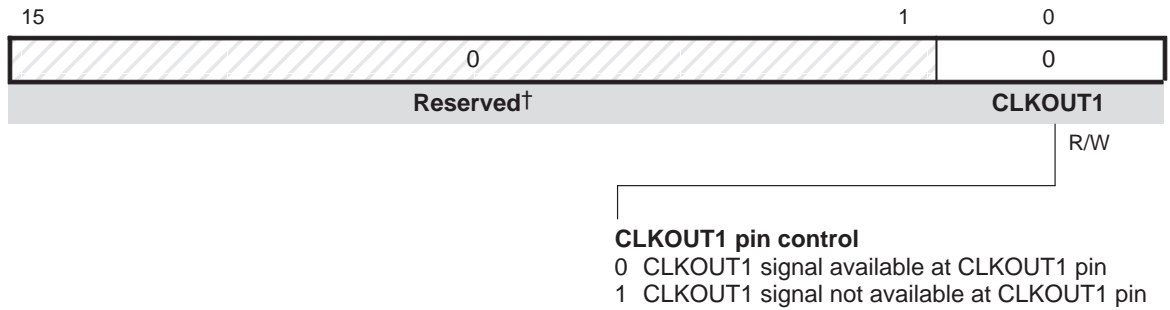 15 1 0
0 0
Reserved† CLKOUT1
R/W
CLKOUT1 pin control
0 CLKOUT1 signal available at CLKOUT1 pin
1 CLKOUT1 signal not available at CLKOUT1 pin